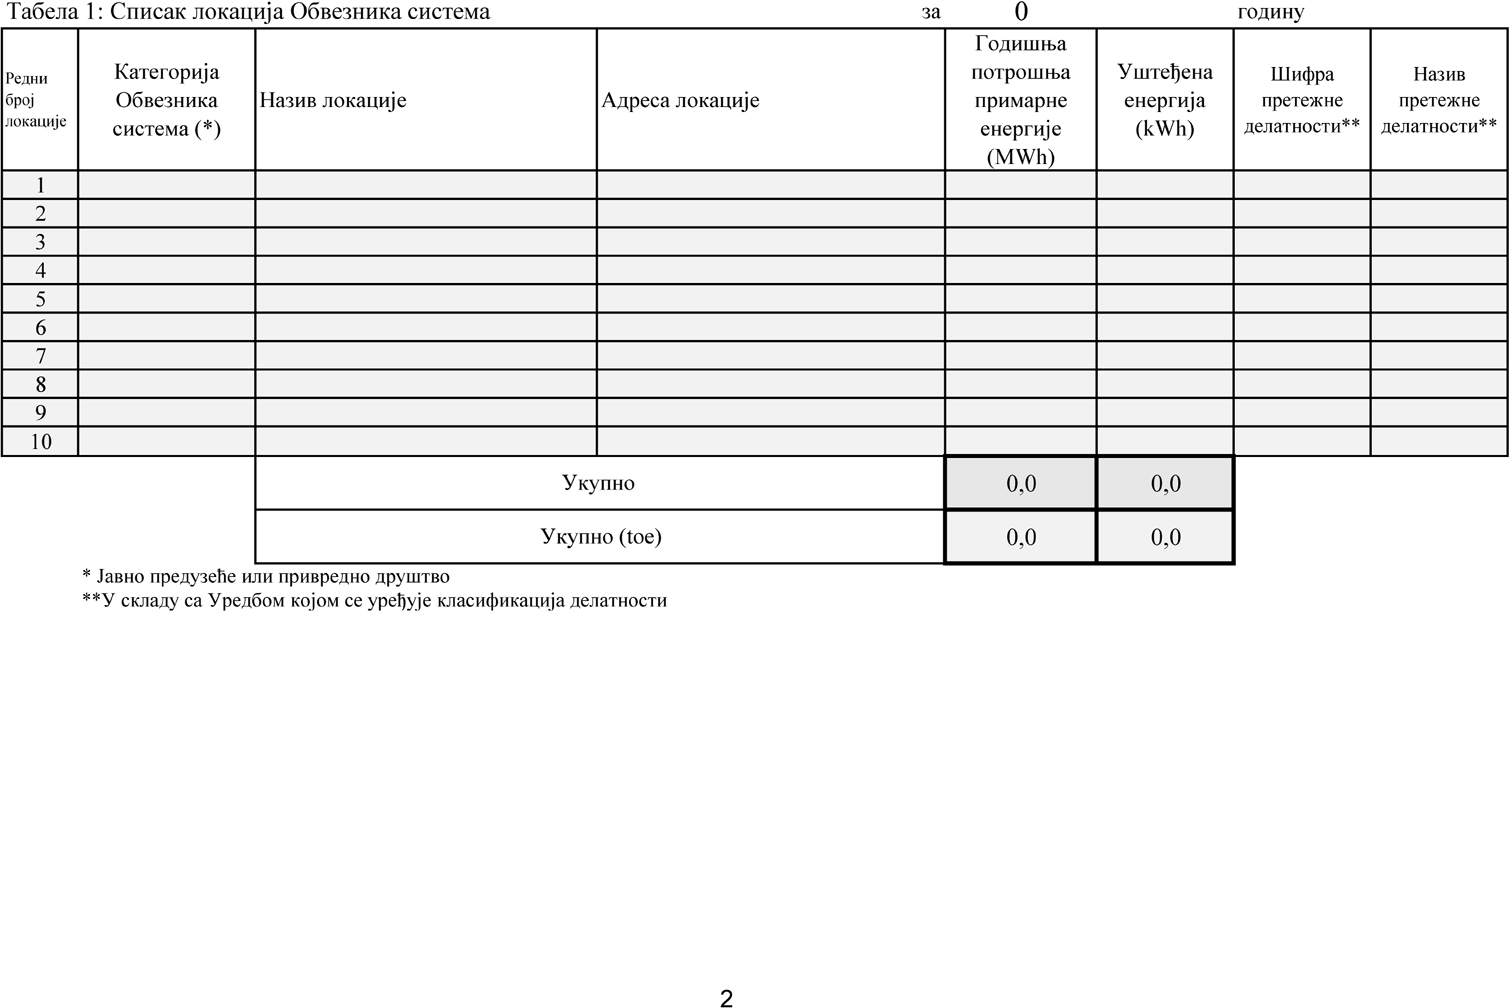 Табела 1: Списак локација Обвезника система за 0 годину
Редни број локације
Категорија Обвезника система (*)
Назив локације
Адреса локације
Годишња потрошња примарне енергије (MWh)
Уштеђена енергија (kWh)
Шифра претежне делатности**
Назив претежне делатности**
1
2
3
4
5
6
7
8
9
10
Укупно 0,0 0,0
Укупно (toe) 0,0 0,0
* Јавно предузеће или привредно друштво
**У складу са Уредбом којом се уређује класификација делатности
2